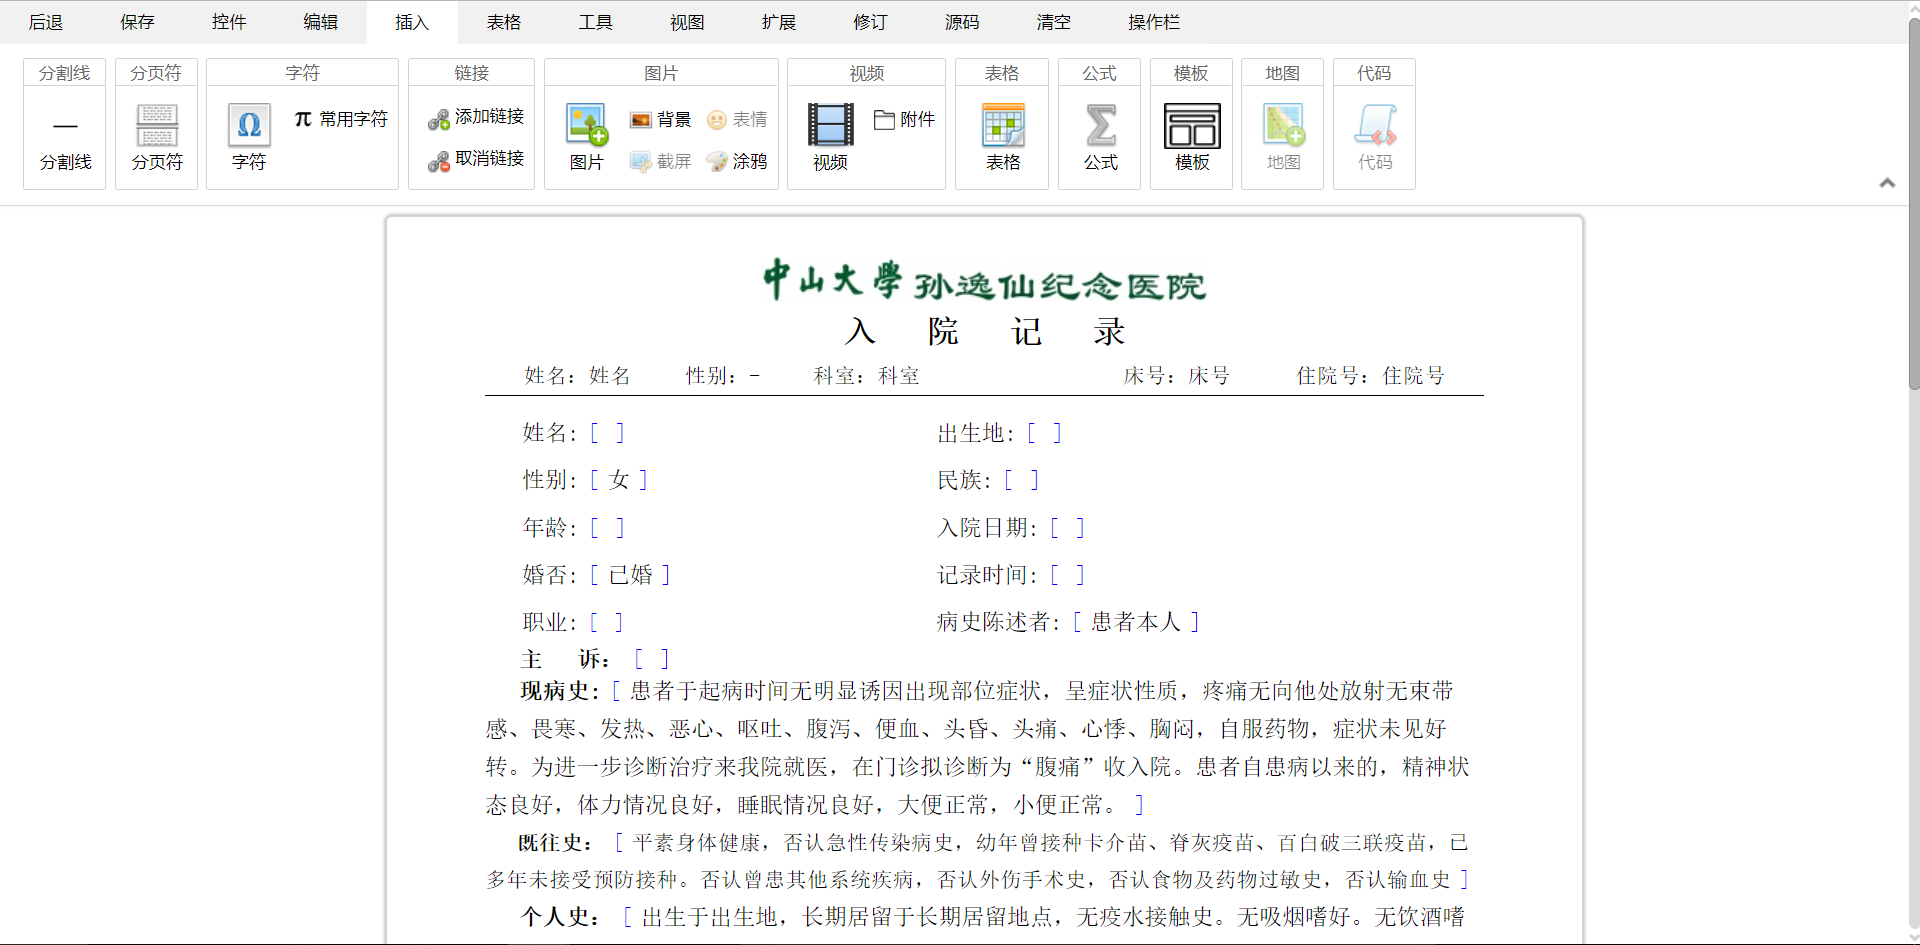 后退 保存 控件 编辑 插入 表格 工具 视图 扩展 修订 源码 清空 操作栏
分割线 分页符 字符 链接 图片 视频 表格 公式 模板 地图 代码
π 常用字符 添加链接 背景 表情 附件
取消链接 截屏 涂鸦
分割线 分页符 字符 图片 视频 表格 公式 模板 地图 代码
中山大學孙逸仙纪念医院
入 院 记 录
姓名：姓名 性别：- 科室：科室 床号：床号 住院号：住院号
姓名：[ ] 出生地：[ ]
性别：[ 女 ] 民族：[ ]
年龄：[ ] 入院日期：[ ]
婚否：[ 已婚 ] 记录时间：[ ]
职业：[ ] 病史陈述者：[ 患者本人 ]
主 诉： [ ]
现病史：[ 患者于起病时间无明显诱因出现部位症状，呈症状性质，疼痛无向他处放射无束带
感、畏寒、发热、恶心、呕吐、腹泻、便血、头昏、头痛、心悸、胸闷，自服药物，症状未见好
转。为进一步诊断治疗来我院就医，在门诊拟诊断为“腹痛”收入院。患者自患病以来的，精神状
态良好，体力情况良好，睡眠情况良好，大便正常，小便正常。 ]
既往史： [ 平素身体健康，否认急性传染病史，幼年曾接种卡介苗、脊灰疫苗、百白破三联疫苗，已
多年未接受预防接种。否认曾患其他系统疾病，否认外伤手术史，否认食物及药物过敏史，否认输血史 ]
个人史： [ 出生于出生地，长期居留于长期居留地点，无疫水接触史。无吸烟嗜好。无饮酒嗜